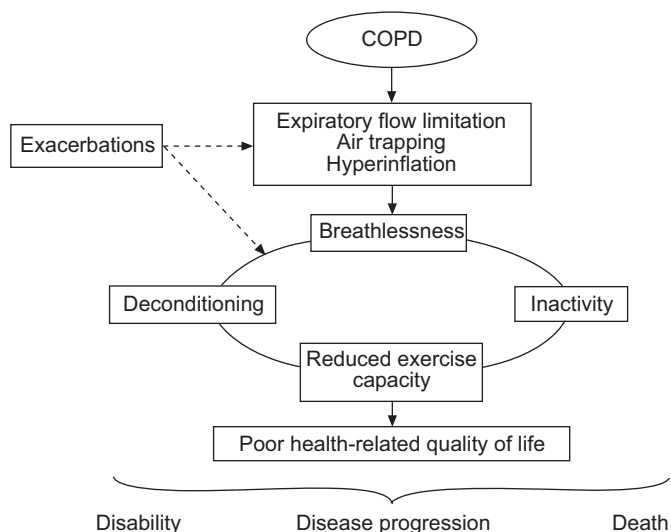 COPD
Expiratory flow limitation
Air trapping
Hyperinflation
Exacerbations
Breathlessness
Deconditioning
Inactivity
Reduced exercise
capacity
Poor health-related quality of life
Disability Disease progression Death